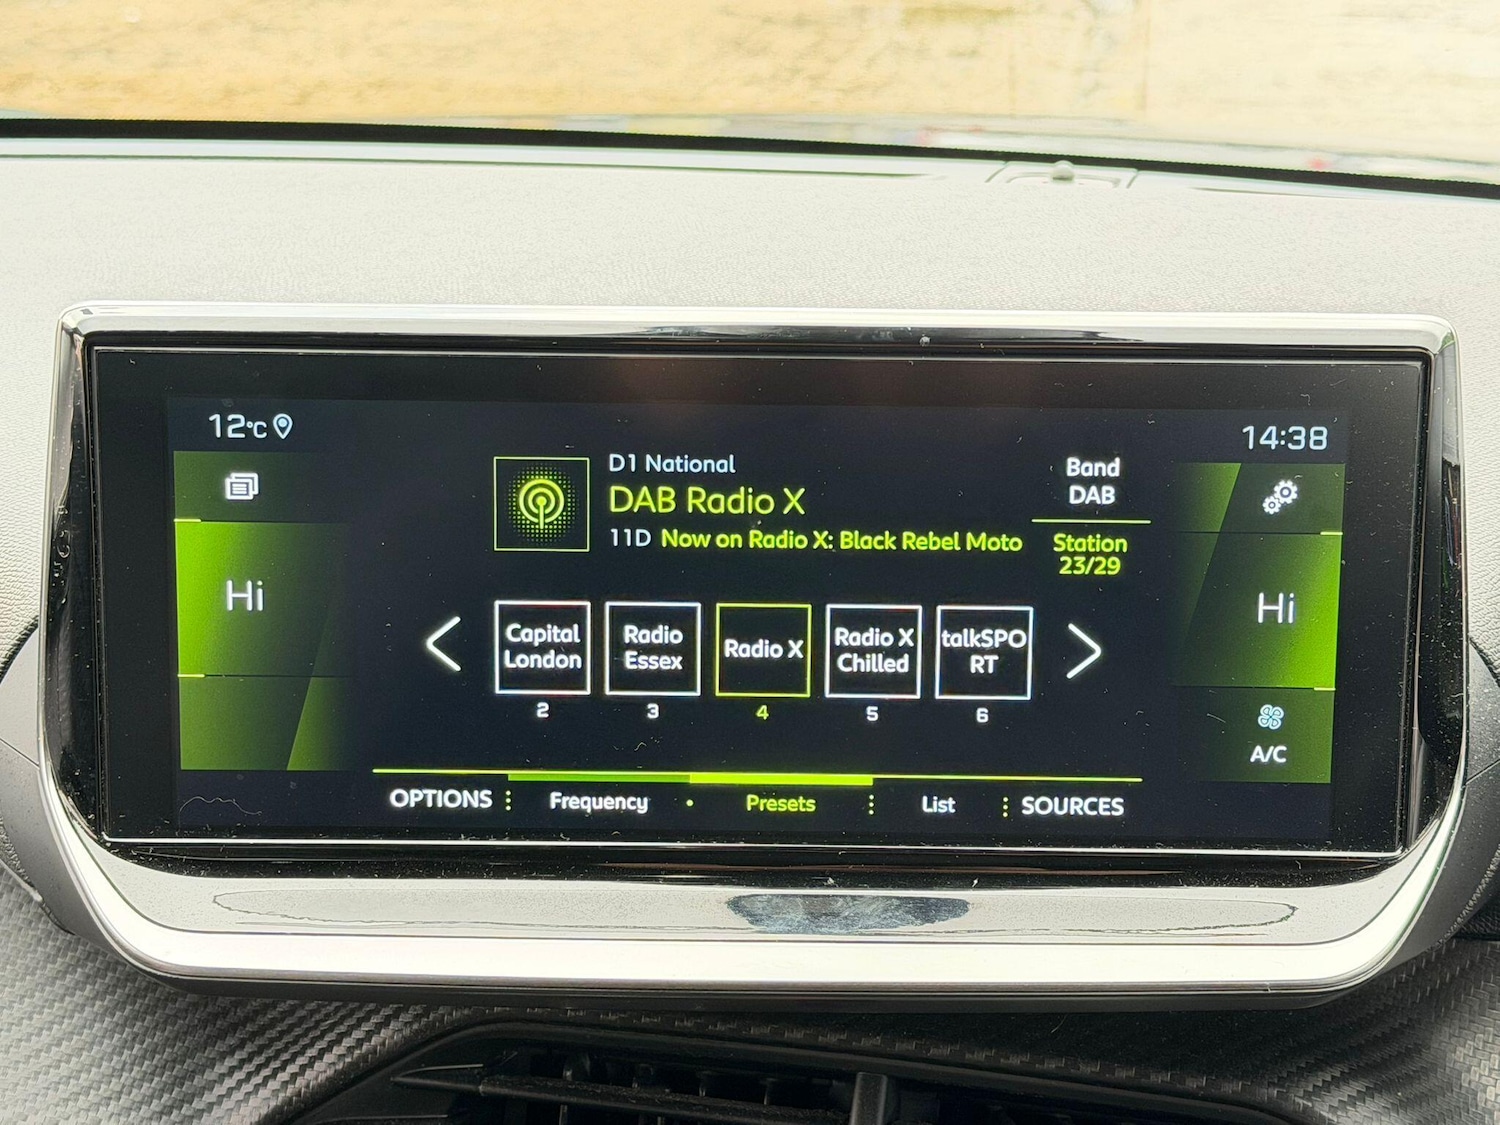 12°C
14:38
D1 National
DAB Radio X
11D Now on Radio X: Black Rebel Moto
Band
DAB
Station
23/29
Hi
Hi
Capital
London
2
Radio
Essex
3
Radio X
4
Radio X
Chilled
5
talkSPO
RT
6
A/C
OPTIONS
Frequency
Presets
List
SOURCES